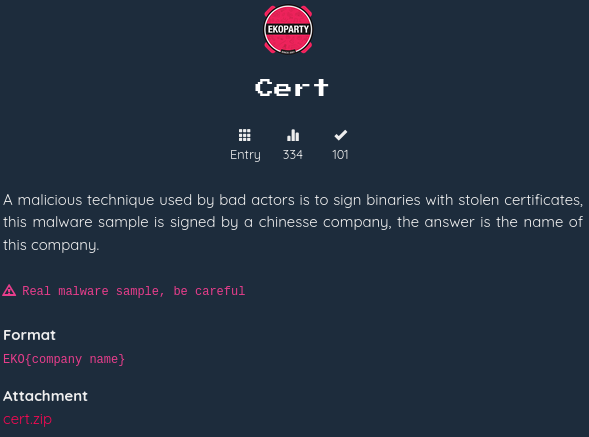 EKOPARTY
Cert
Entry 334 101
A malicious technique used by bad actors is to sign binaries with stolen certificates,
this malware sample is signed by a chinesse company, the answer is the name of
this company.
Real malware sample, be careful
Format
EKO{company name}
Attachment
cert.zip